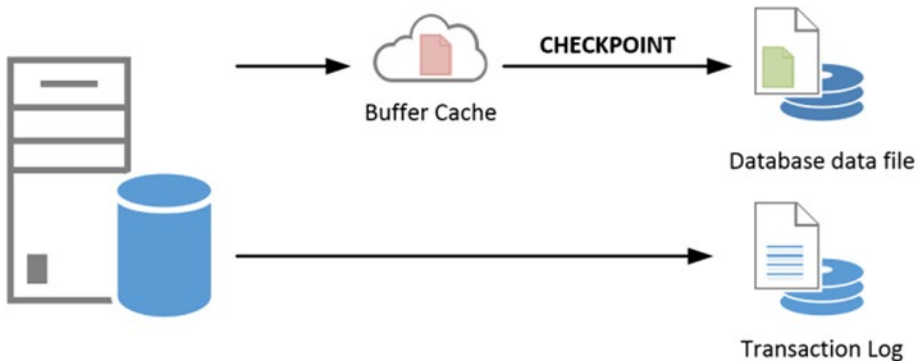 CHECKPOINT
Buffer Cache
Database data file
Transaction Log